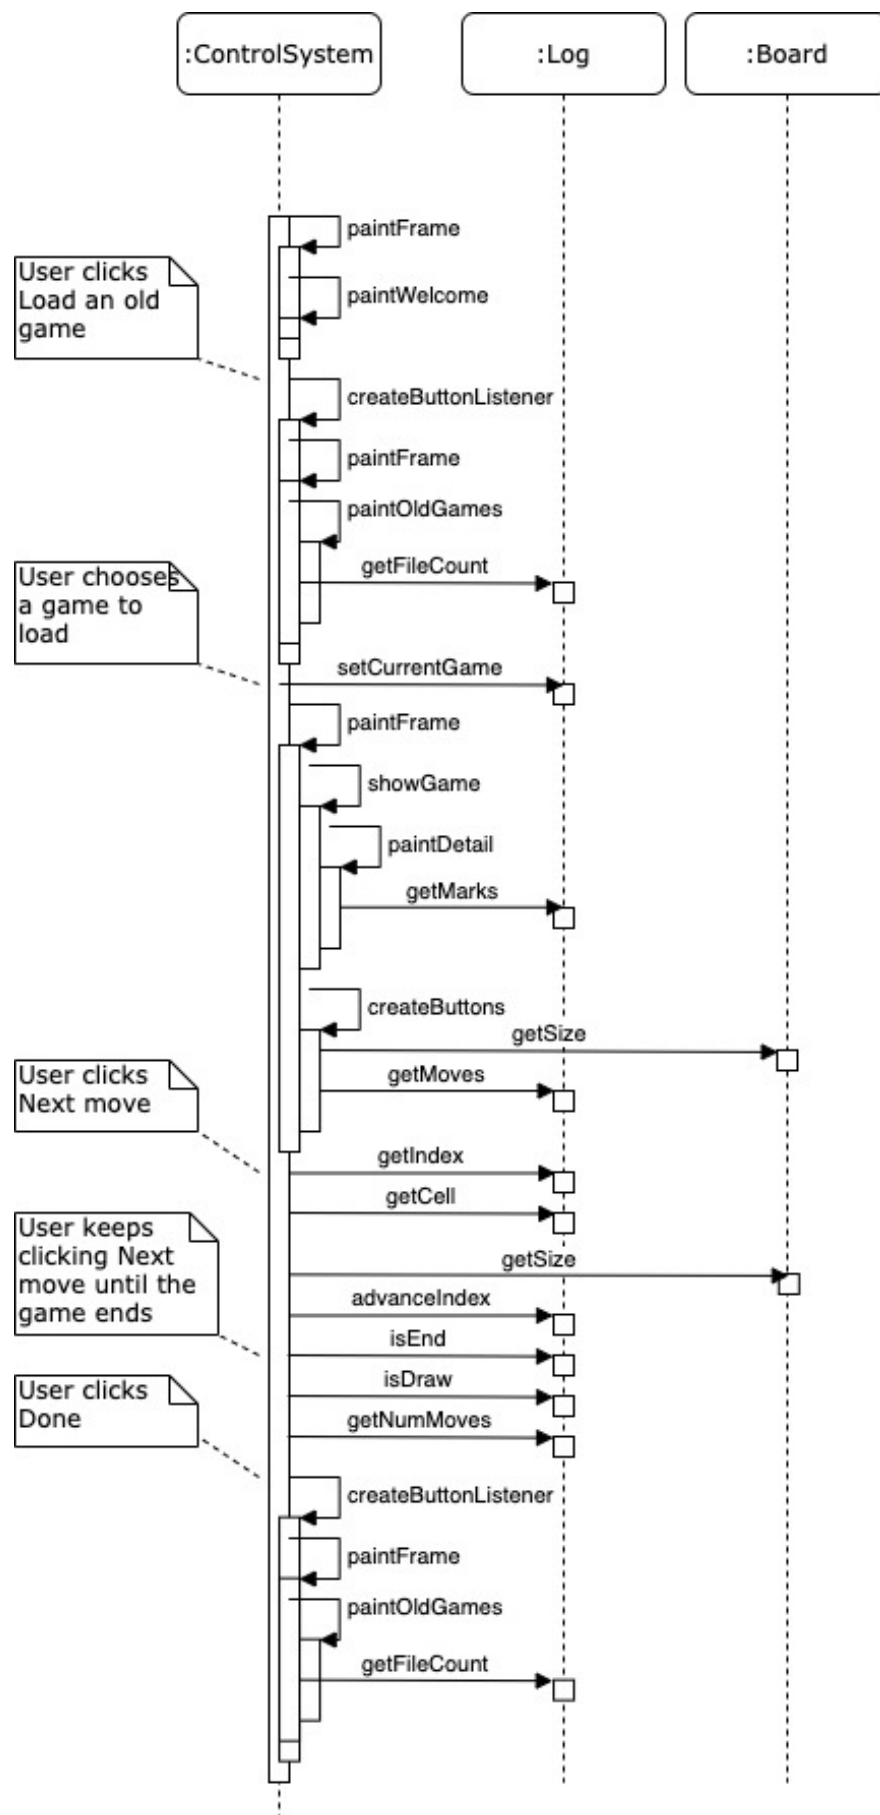 :ControlSystem
:Log
:Board
paintFrame
User clicks
Load an old
game
paintWelcome
createButtonListener
paintFrame
paintOldGames
getFileCount
User chooses
a game to
load
setCurrentGame
paintFrame
showGame
paintDetail
getMarks
createButtons
getSize
User clicks
Next move
getMoves
getIndex
getCell
User keeps
clicking Next
move until the
game ends
getSize
advanceIndex
isEnd
User clicks
Done
isDraw
getNumMoves
createButtonListener
paintFrame
paintOldGames
getFileCount